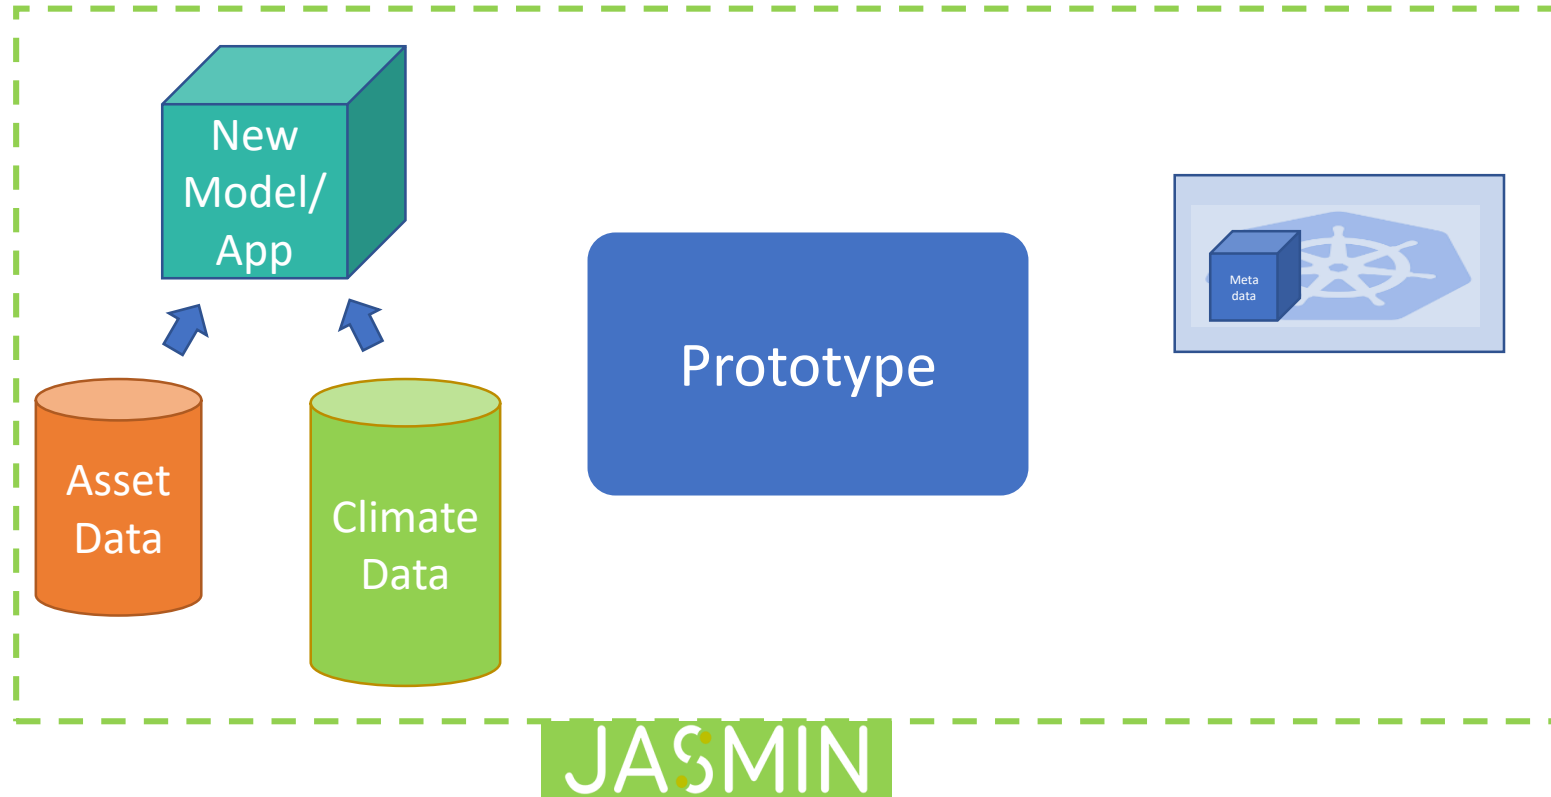 New
Model/
App
Asset
Data
Climate
Data
Prototype
Meta
data
JASMIN